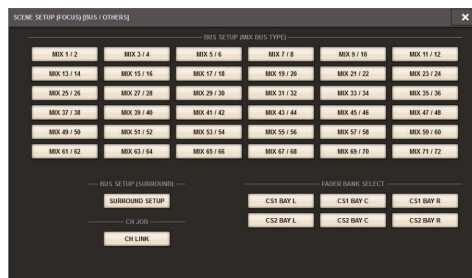 SCENE SETUP (FOCUS) [BUS / OTHERS]
BUS SETUP (MIX BUS TYPE)
MIX 1 / 2 MIX 3 / 4 MIX 5 / 6 MIX 7 / 8 MIX 9 / 10 MIX 11 / 12
MIX 13 / 14 MIX 15 / 16 MIX 17 / 18 MIX 19 / 20 MIX 21 / 22 MIX 23 / 24
MIX 25 / 26 MIX 27 / 28 MIX 29 / 30 MIX 31 / 32 MIX 33 / 34 MIX 35 / 36
MIX 37 / 38 MIX 39 / 40 MIX 41 / 42 MIX 43 / 44 MIX 45 / 46 MIX 47 / 48
MIX 49 / 50 MIX 51 / 52 MIX 53 / 54 MIX 55 / 56 MIX 57 / 58 MIX 59 / 60
MIX 61 / 62 MIX 63 / 64 MIX 65 / 66 MIX 67 / 68 MIX 69 / 70 MIX 71 / 72
BUS SETUP (SURROUND) FADER BANK SELECT
SURROUND SETUP CS1 BAY L CS1 BAY C CS1 BAY R
CH JOB CS2 BAY L CS2 BAY C CS2 BAY R
CH LINK